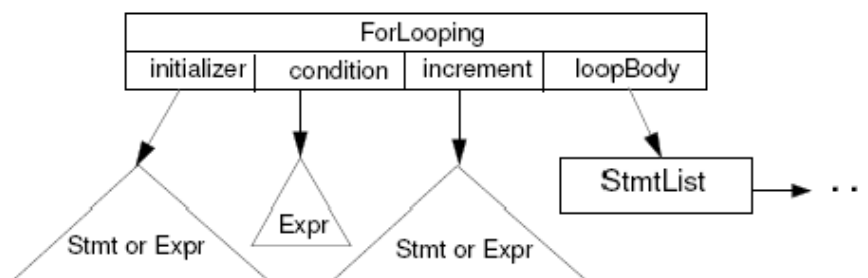 ForLooping
initializer condition increment loopBody
StmtList
Expr
Stmt or Expr
Stmt or Expr
. .